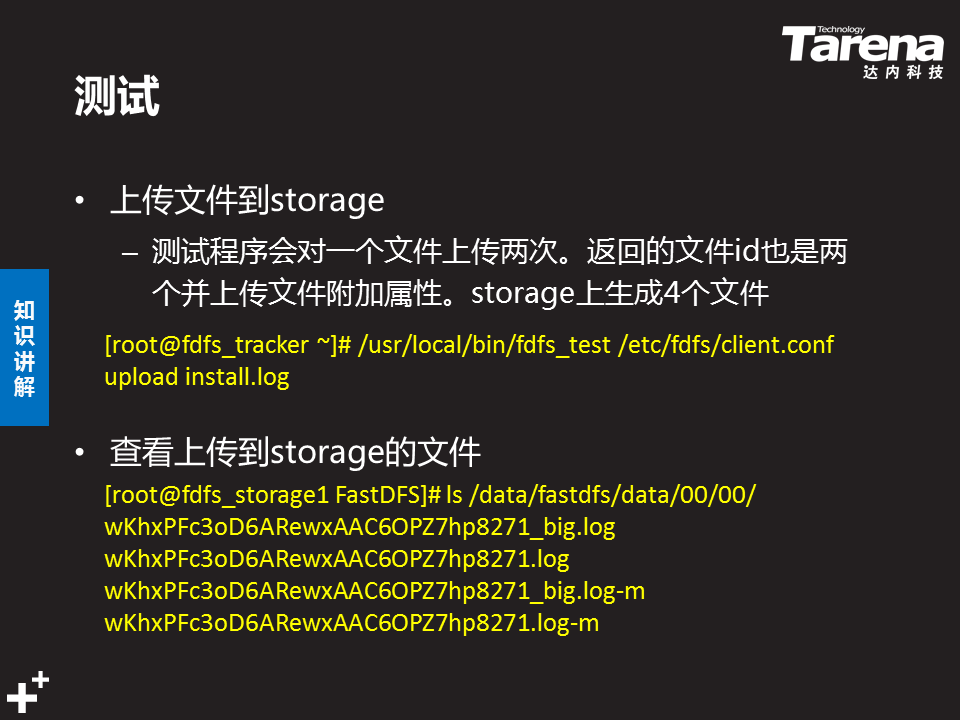 Technology
Tarena
达内科技
测试
• 上传文件到storage
– 测试程序会对一个文件上传两次。返回的文件id也是两
个并上传文件附加属性。storage上生成4个文件
知识讲解
[root@fdfs_tracker ~]# /usr/local/bin/fdfs_test /etc/fdfs/client.conf
upload install.log
• 查看上传到storage的文件
[root@fdfs_storage1 FastDFS]# ls /data/fastdfs/data/00/00/
wKhxPFc3oD6ARewxAAC6OPZ7hp8271_big.log
wKhxPFc3oD6ARewxAAC6OPZ7hp8271.log
wKhxPFc3oD6ARewxAAC6OPZ7hp8271_big.log-m
wKhxPFc3oD6ARewxAAC6OPZ7hp8271.log-m